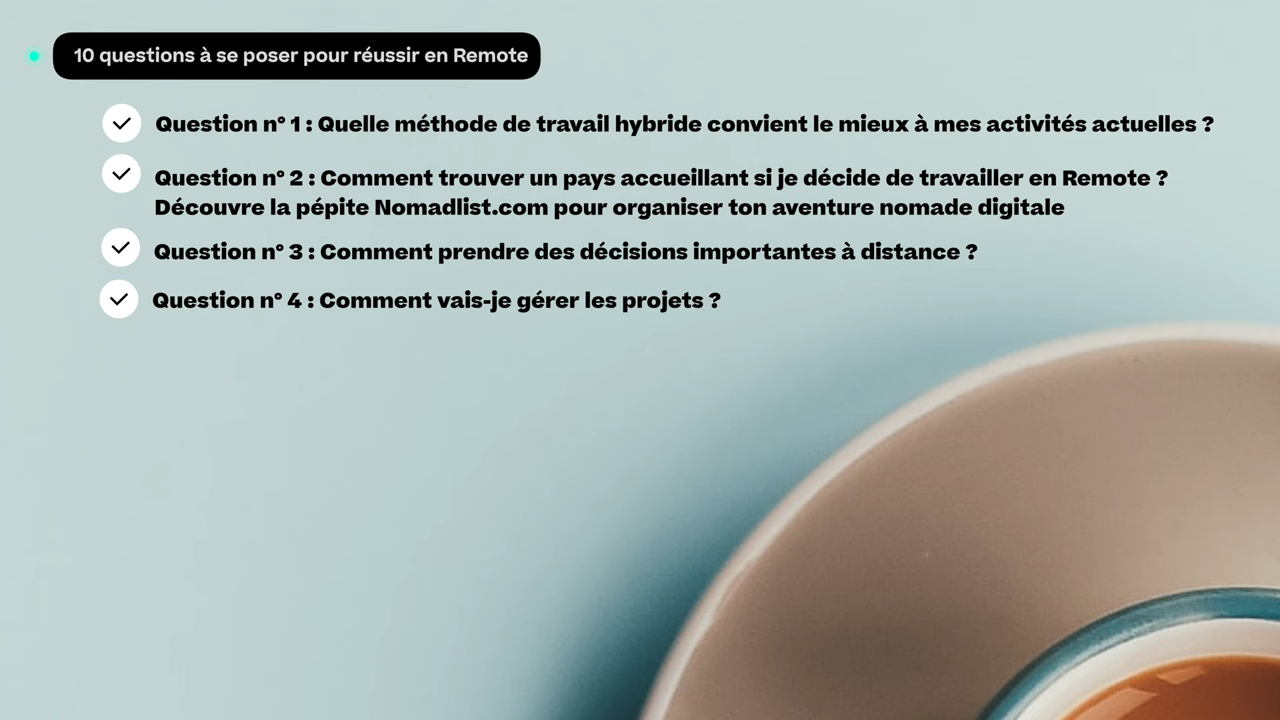 10 questions à se poser pour réussir en Remote
Question n° 1 : Quelle méthode de travail hybride convient le mieux à mes activités actuelles ?
Question n° 2 : Comment trouver un pays accueillant si je décide de travailler en Remote ?
Découvre la pépite Nomadlist.com pour organiser ton aventure nomade digitale
Question n° 3 : Comment prendre des décisions importantes à distance ?
Question n° 4 : Comment vais-je gérer les projets ?